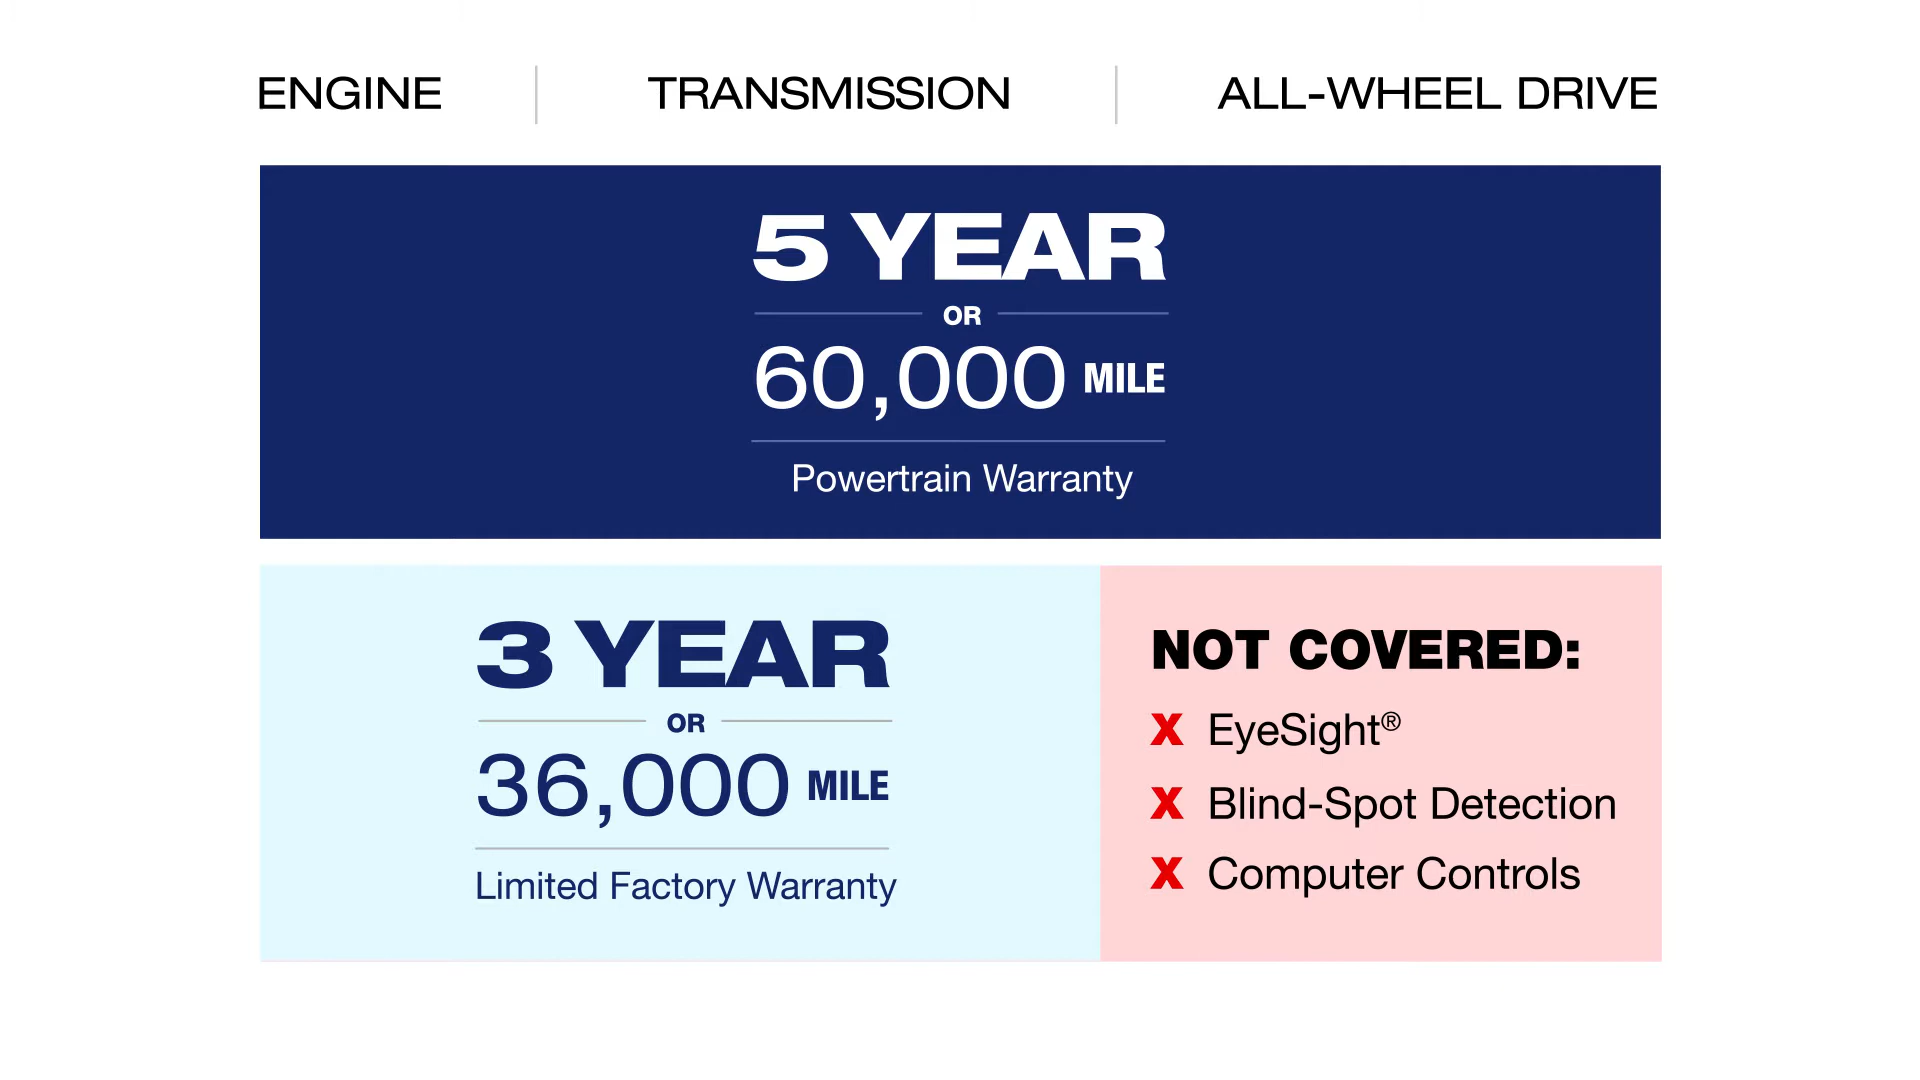 ENGINE
TRANSMISSION
ALL-WHEEL DRIVE
5 YEAR
OR
60,000 MILE
Powertrain Warranty
3 YEAR
OR
36,000 MILE
Limited Factory Warranty
NOT COVERED:
X EyeSight®
X Blind-Spot Detection
X Computer Controls